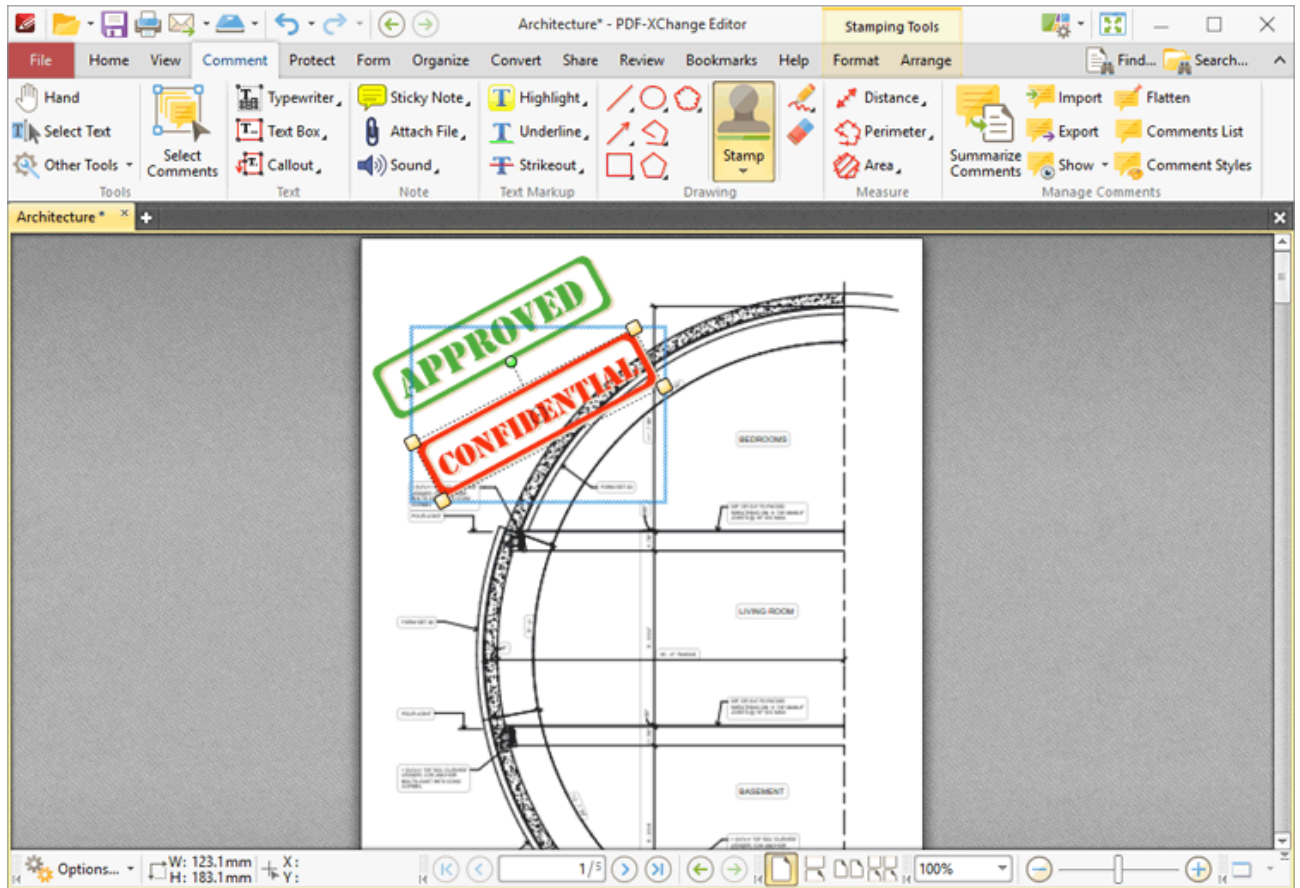 Architecture* - PDF-XChange Editor
Stamping Tools
File Home View Comment Protect Form Organize Convert Share Review Bookmarks Help Format Arrange Find... Search...
Hand
Select Text
Other Tools
Tools
Select
Comments
Typewriter
Text Box
Callout
Text
Sticky Note
Attach File
Sound
Note
Highlight
Underline
Strikeout
Text Markup
Drawing
Stamp
Distance
Perimeter
Area
Measure
Summarize
Comments
Import
Export
Show
Flatten
Comments List
Comment Styles
Manage Comments
Architecture *
APPROVED
CONFIDENTIAL
BEDROOMS
LIVING ROOM
BASEMENT
Options...
W: 123.1 mm
H: 183.1 mm
X:
Y:
1/5
100%